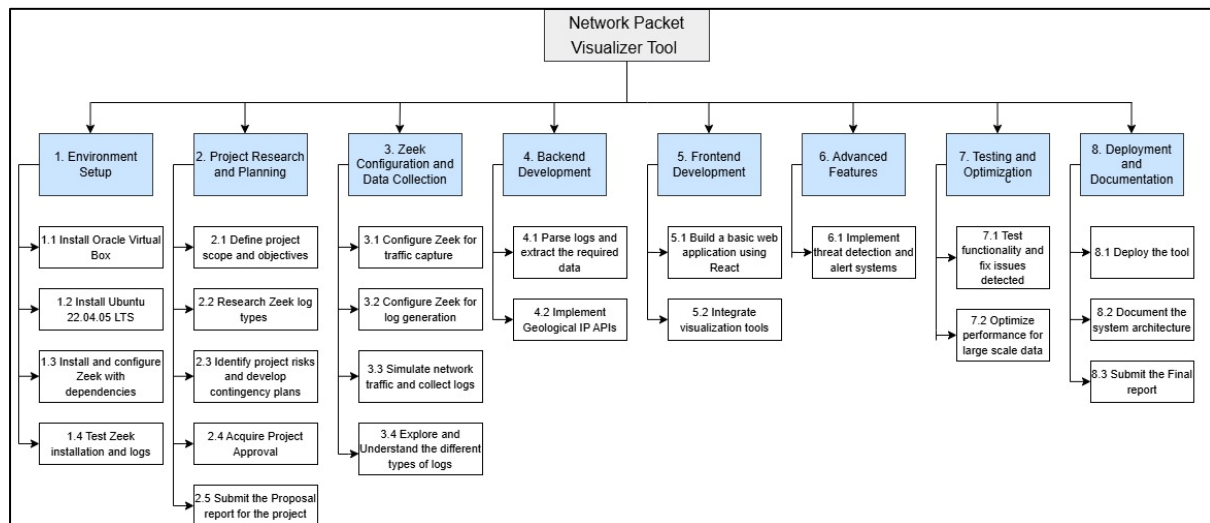 Network Packet
Visualizer Tool
1. Environment
Setup
1.1 Install Oracle Virtual
Box
1.2 Install Ubuntu
22.04.05 LTS
1.3 Install and configure
Zeek with
dependencies
1.4 Test Zeek
installation and logs
2. Project Research
and Planning
2.1 Define project
scope and objectives
2.2 Research Zeek log
types
2.3 Identify project risks
and develop
contingency plans
2.4 Acquire Project
Approval
2.5 Submit the Proposal
report for the project
3. Zeek
Configuration and
Data Collection
3.1 Configure Zeek for
traffic capture
3.2 Configure Zeek for
log generation
3.3 Simulate network
traffic and collect logs
3.4 Explore and
Understand the different
types of logs
4. Backend
Development
4.1 Parse logs and
extract the required
data
4.2 Implement
Geological IP APIs
5. Frontend
Development
5.1 Build a basic web
application using
React
5.2 Integrate
visualization tools
6. Advanced
Features
6.1 Implement
threat detection and
alert systems
7. Testing and
Optimization
7.1 Test
functionality and
fix issues
detected
7.2 Optimize
performance for
large scale data
8. Deployment
and
Documentation
8.1 Deploy the tool
8.2 Document the
system architecture
8.3 Submit the Final
report